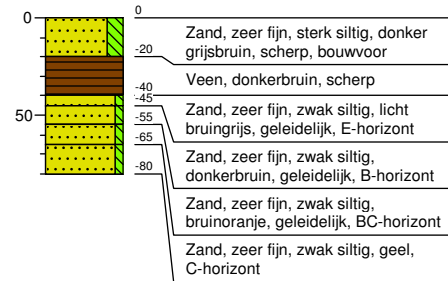 0
0
Zand, zeer fijn, sterk siltig, donker
grijsbruin, scherp, bouwvoor
-20
Veen, donkerbruin, scherp
-40
-45
Zand, zeer fijn, zwak siltig, licht
bruingrijs, geleidelijk, E-horizont
50
-55
Zand, zeer fijn, zwak siltig,
donkerbruin, geleidelijk, B-horizont
-65
-80
Zand, zeer fijn, zwak siltig,
bruinoranje, geleidelijk, BC-horizont
Zand, zeer fijn, zwak siltig, geel,
C-horizont